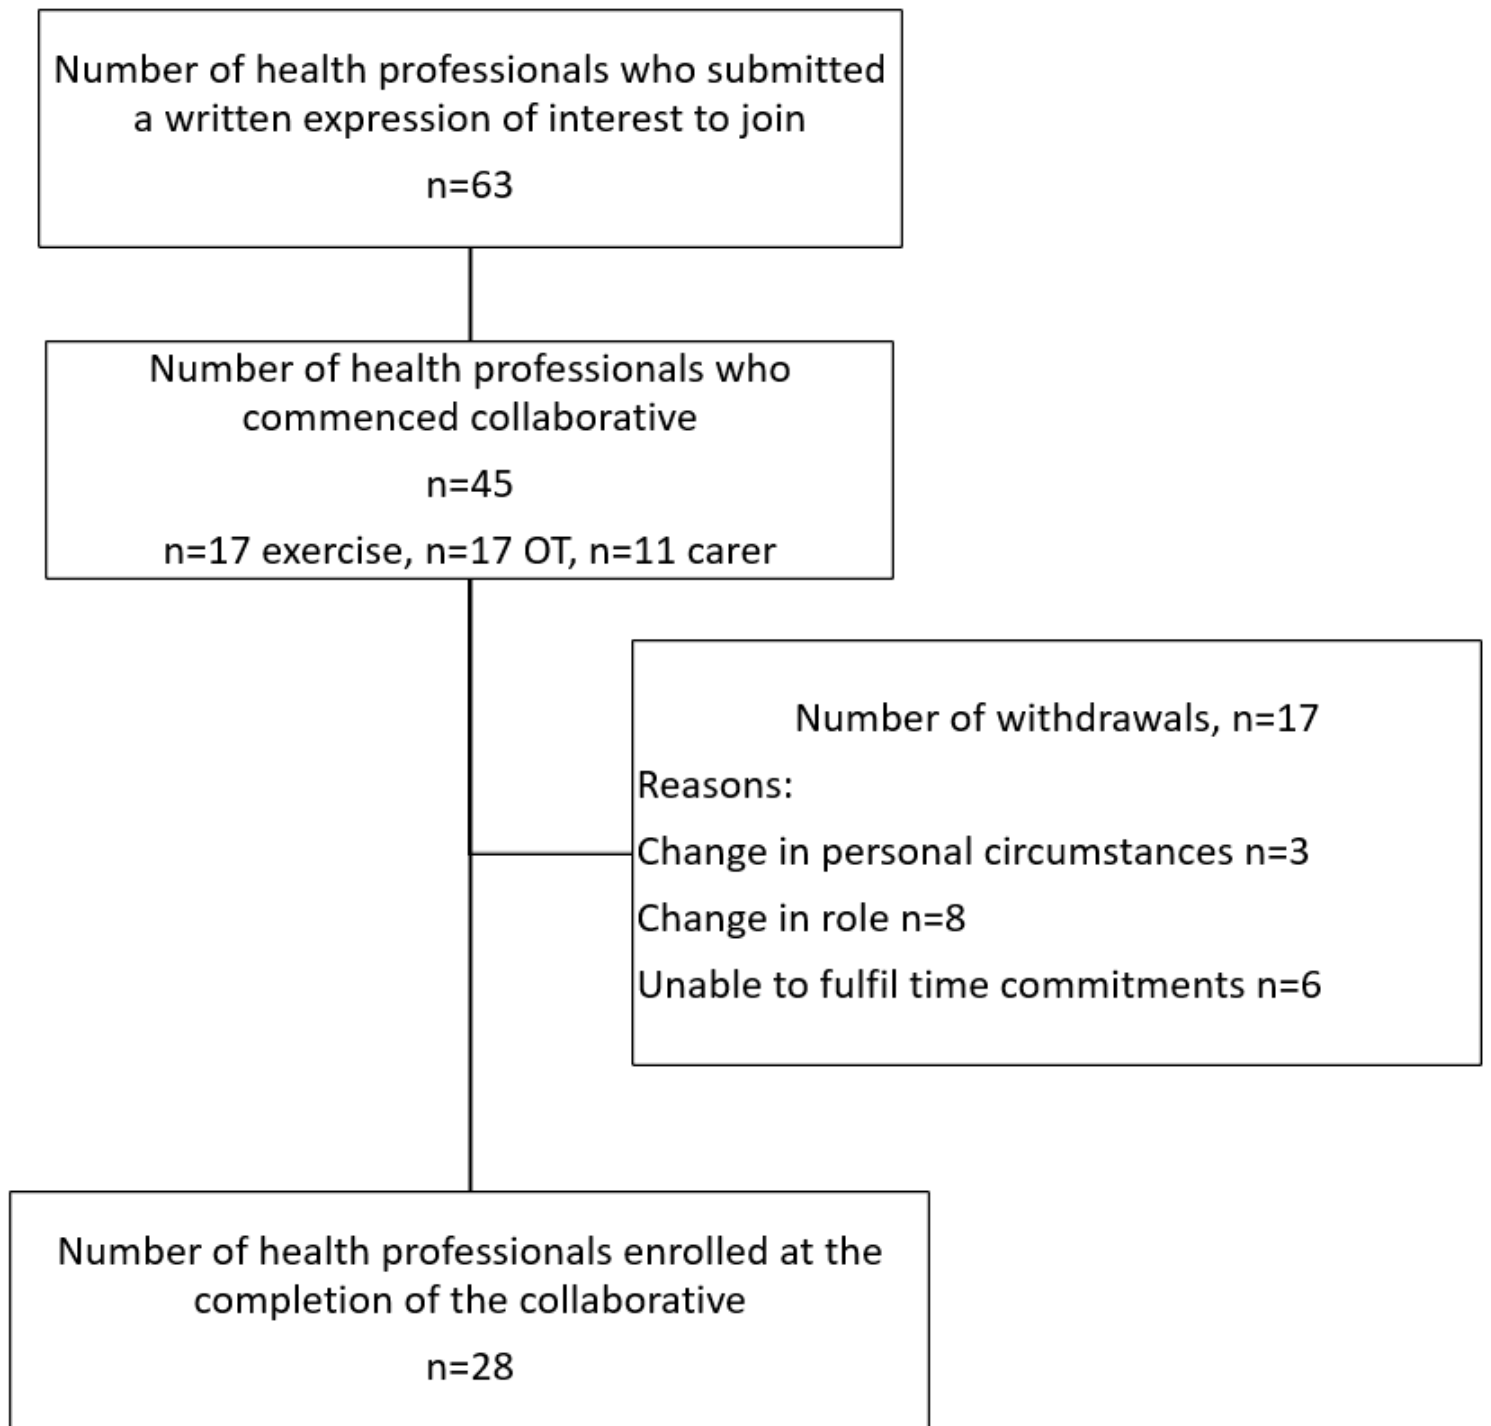 Number of health professionals who submitted
a written expression of interest to join
n=63
Number of health professionals who
commenced collaborative
n=45
n=17 exercise, n=17 OT, n=11 carer
Number of withdrawals, n=17
Reasons:
Change in personal circumstances n=3
Change in role n=8
Unable to fulfil time commitments n=6
Number of health professionals enrolled at the
completion of the collaborative
n=28